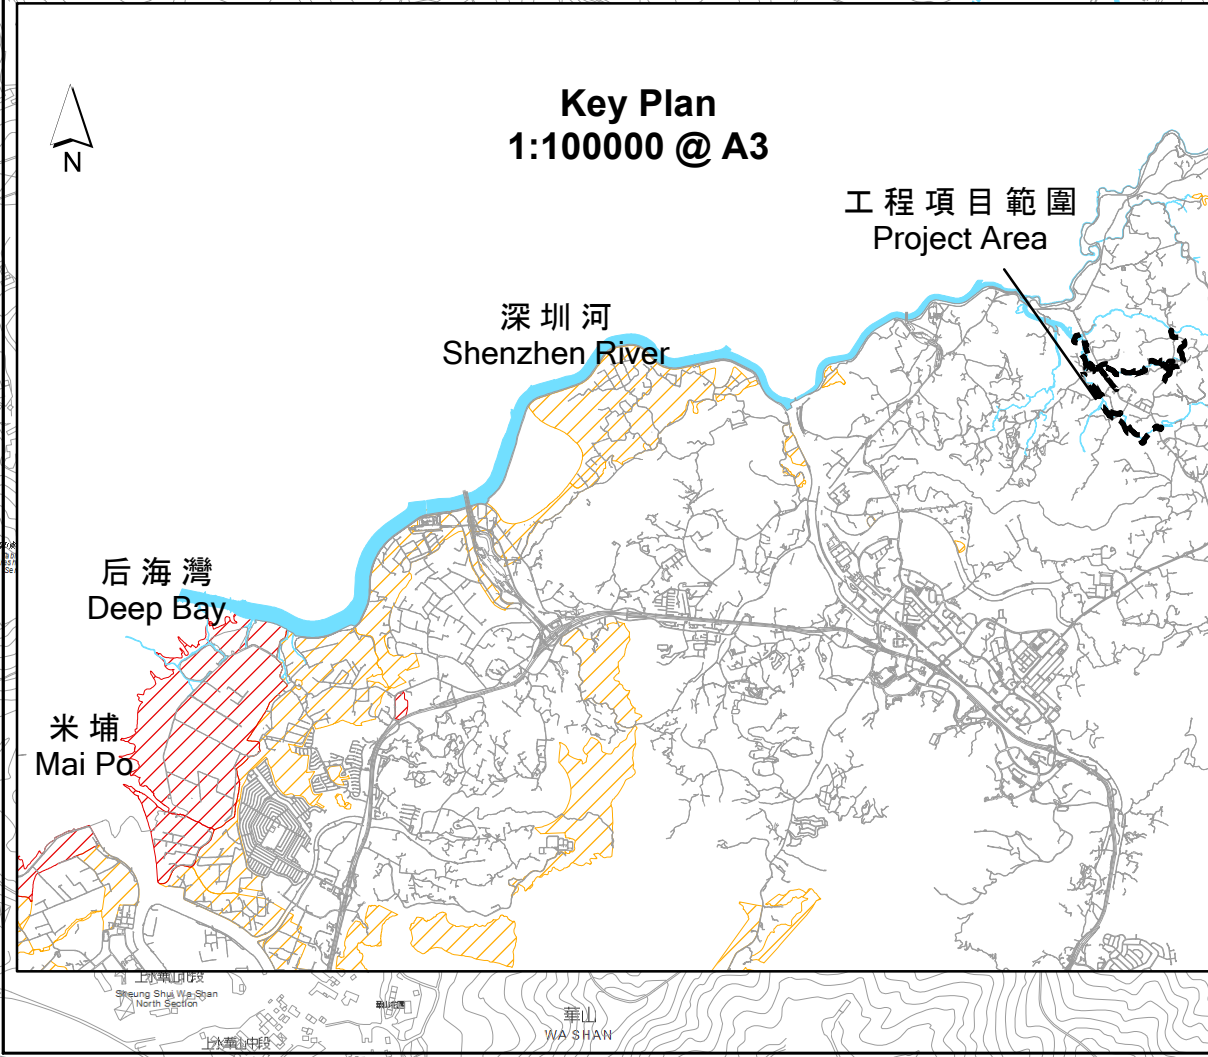 Key Plan
1:100000 @ A3
N
工程項目範圍
Project Area
深圳河
Shenzhen River
后海灣
Deep Bay
米埔
Mai Po
上水華山北段
Sheung Shui Wa Shan
North Section
華山
WA SHAN
上水華山中段